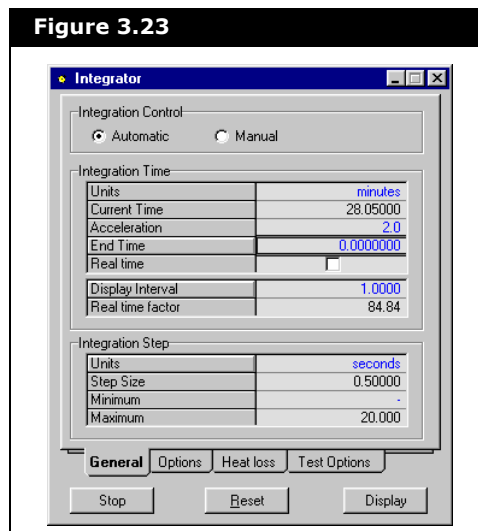 Figure 3.23
Integrator
Integration Control
Automatic Manual
Integration Time
Units minutes
Current Time 28.05000
Acceleration 2.0
End Time 0.0000000
Real time
Display Interval 1.0000
Real time factor 84.84
Integration Step
Units seconds
Step Size 0.50000
Minimum -
Maximum 20.000
General Options Heat loss Test Options
Stop Reset Display